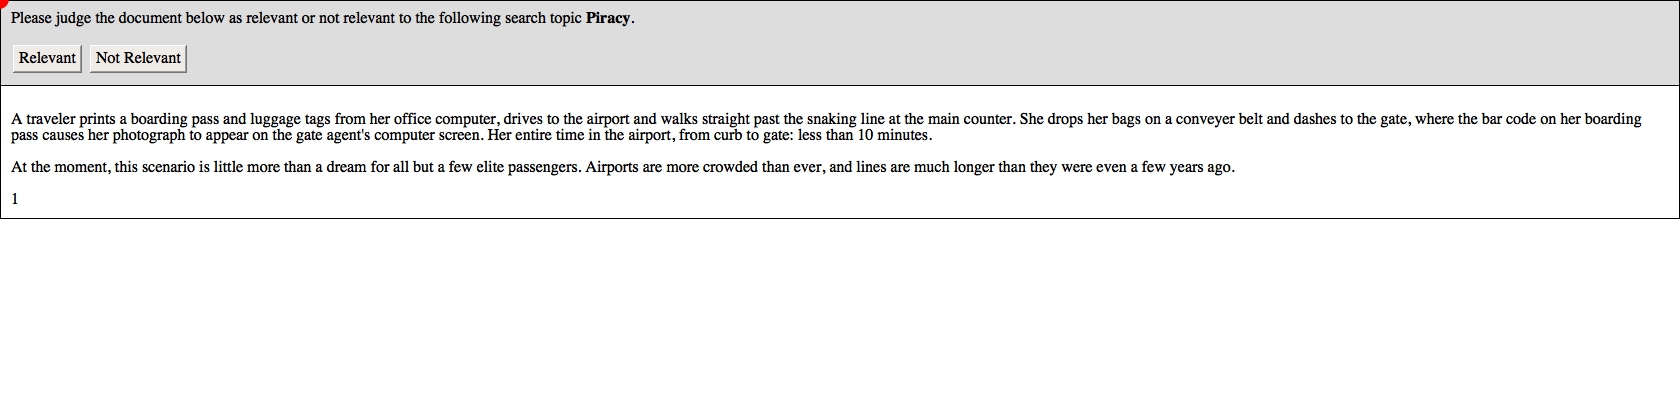 Please judge the document below as relevant or not relevant to the following search topic Piracy.
Relevant Not Relevant
A traveler prints a boarding pass and luggage tags from her office computer, drives to the airport and walks straight past the snaking line at the main counter. She drops her bags on a conveyer belt and dashes to the gate, where the bar code on her boarding
pass causes her photograph to appear on the gate agent's computer screen. Her entire time in the airport, from curb to gate: less than 10 minutes.
At the moment, this scenario is little more than a dream for all but a few elite passengers. Airports are more crowded than ever, and lines are much longer than they were even a few years ago.
1